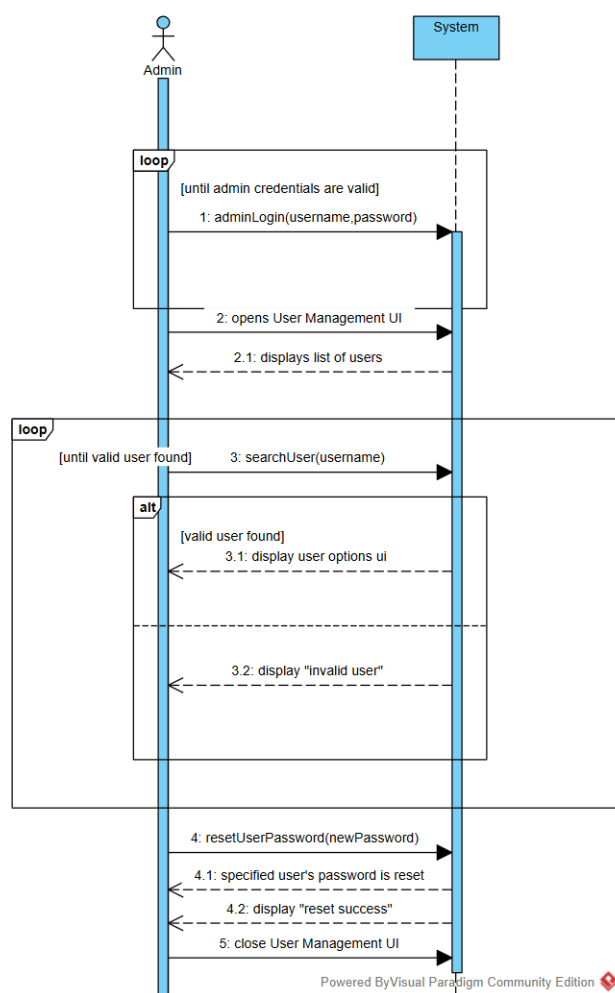 System
Admin
loop
[until admin credentials are valid]
1: adminLogin(username,password)
2: opens User Management UI
2.1: displays list of users
loop
[until valid user found]
3: searchUser(username)
alt
[valid user found]
3.1: display user options ui
3.2: display "invalid user"
4: resetUserPassword(newPassword)
4.1: specified user's password is reset
4.2: display "reset success"
5: close User Management UI
Powered ByVisual Paradigm Community Edition